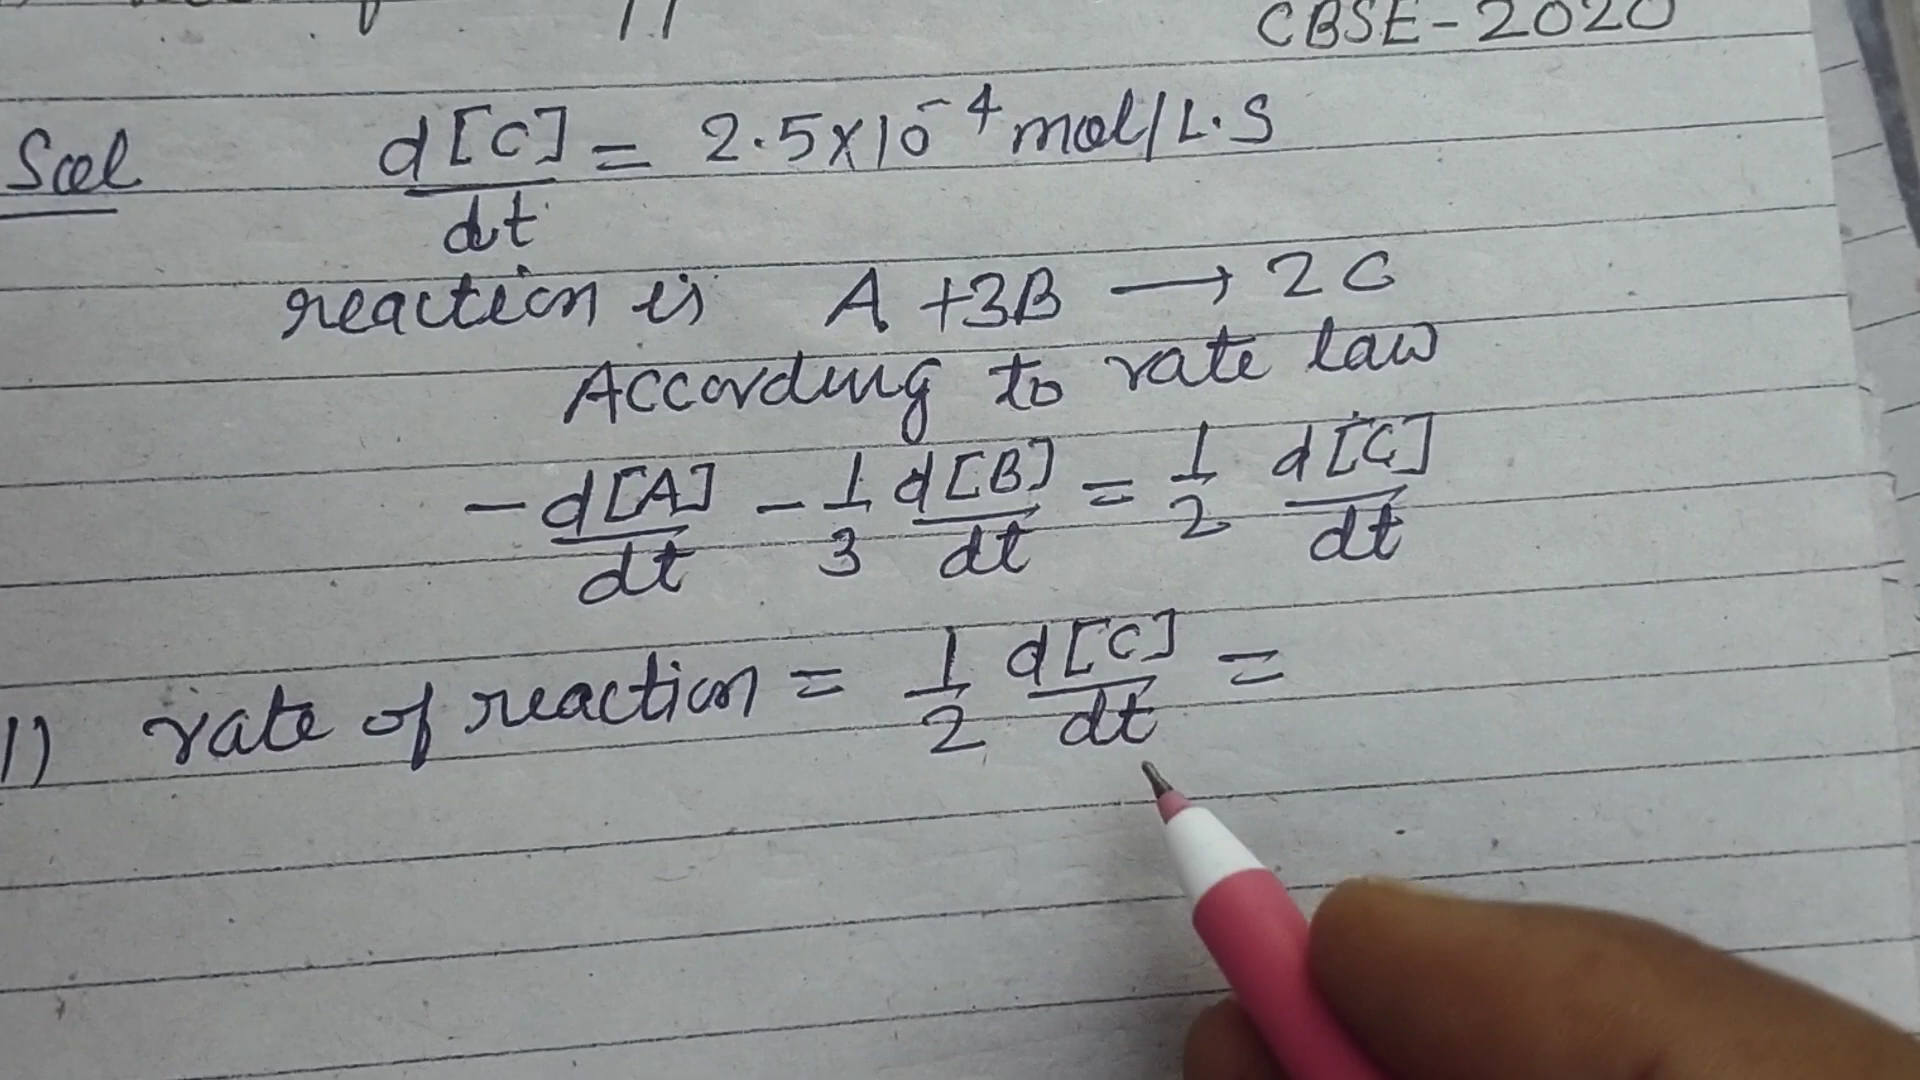 CBSE-2020
Sol d[C]/dt = 2.5×10⁻⁴ mol/L.S
reaction is A +3B → 2C
According to rate law
-d[A]/dt -1/3 d[B]/dt = 1/2 d[C]/dt
1) rate of reaction = 1/2 d[C]/dt =